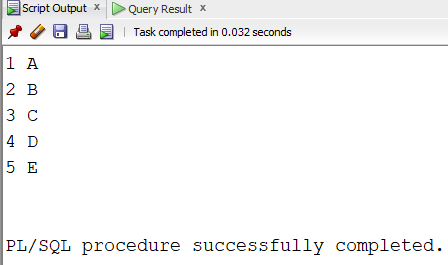 Script Output x Query Result x
Task completed in 0.032 seconds
1 A
2 B
3 C
4 D
5 E
PL/SQL procedure successfully completed.